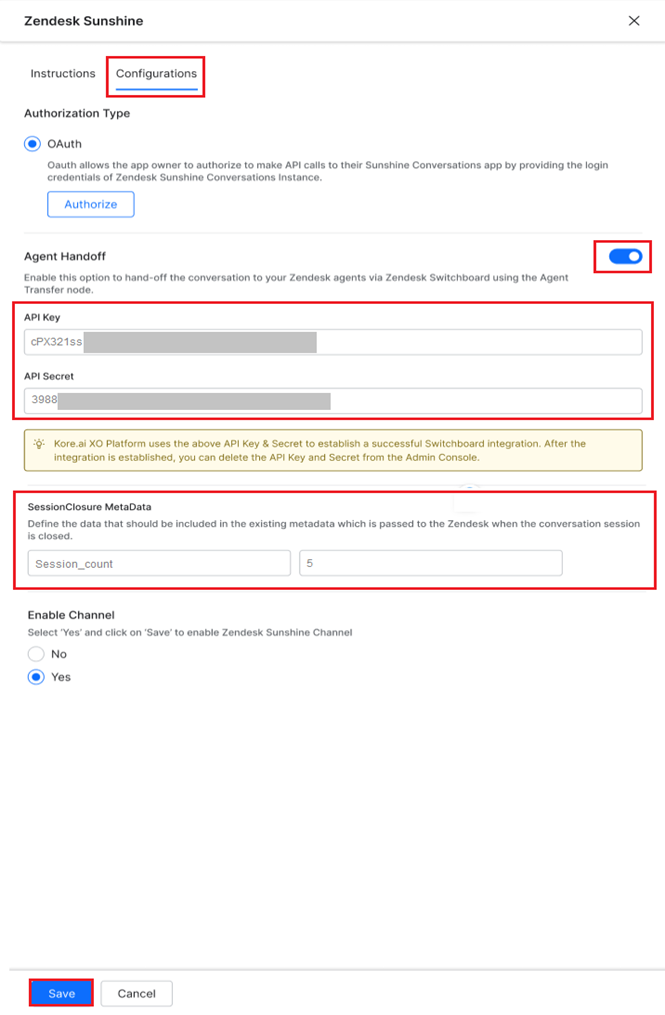 Zendesk Sunshine
Instructions
Configurations
Authorization Type
OAuth
Oauth allows the app owner to authorize to make API calls to their Sunshine Conversations app by providing the login
credentials of Zendesk Sunshine Conversations Instance.
Authorize
Agent Handoff
Enable this option to hand-off the conversation to your Zendesk agents via Zendesk Switchboard using the Agent
Transfer node.
API Key
cPX321ss
API Secret
3988
Kore.ai XO Platform uses the above API Key & Secret to establish a successful Switchboard integration. After the
integration is established, you can delete the API Key and Secret from the Admin Console.
SessionClosure MetaData
Define the data that should be included in the existing metadata which is passed to the Zendesk when the conversation session
is closed.
Session_count
5
Enable Channel
Select 'Yes' and click on 'Save' to enable Zendesk Sunshine Channel
No
Yes
Save
Cancel